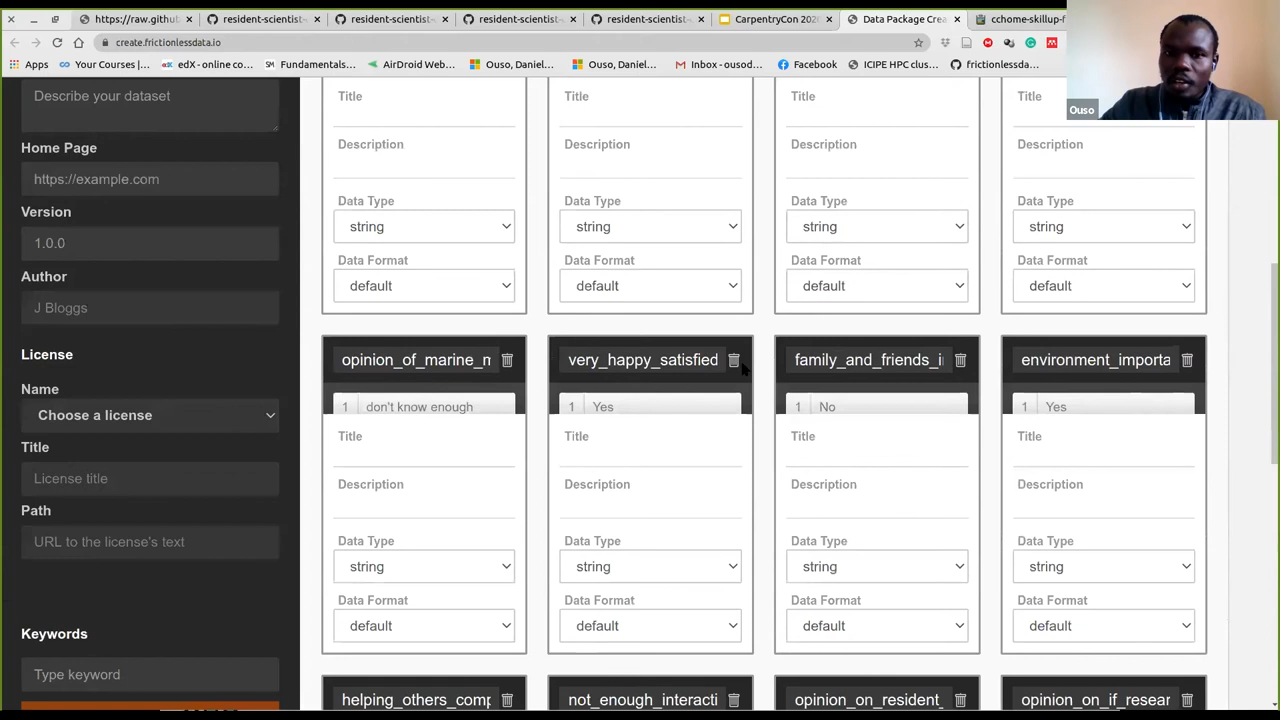 https://raw.github
resident-scientist-
resident-scientist-
resident-scientist-
resident-scientist-
CarpentryCon 202
Data Package Crea
cchome-skillup-f
create.frictionlessdata.io
Apps
Your Courses |...
edX - online co...
Fundamentals...
AirDroid Web...
Ouso, Daniel...
Ouso, Daniel...
Inbox - ousod...
Facebook
ICIPE HPC clus...
frictionlessda...
Ouso
Describe your dataset
Home Page
https://example.com
Version
1.0.0
Author
J Bloggs
License
Name
Choose a license
Title
License title
Path
URL to the license's text
Keywords
Type keyword
Title Title Title Title
Description Description Description Description
Data Type Data Type Data Type Data Type
string string string string
Data Format Data Format Data Format Data Format
default default default default
opinion_of_marine_m very_happy_satisfied family_and_friends_i environment_importa
1 don't know enough 1 Yes 1 No 1 Yes
Title Title Title Title
Description Description Description Description
Data Type Data Type Data Type Data Type
string string string string
Data Format Data Format Data Format Data Format
default default default default
helping_others_comp not_enough_interacti opinion_on_resident_ opinion_on_if_resear